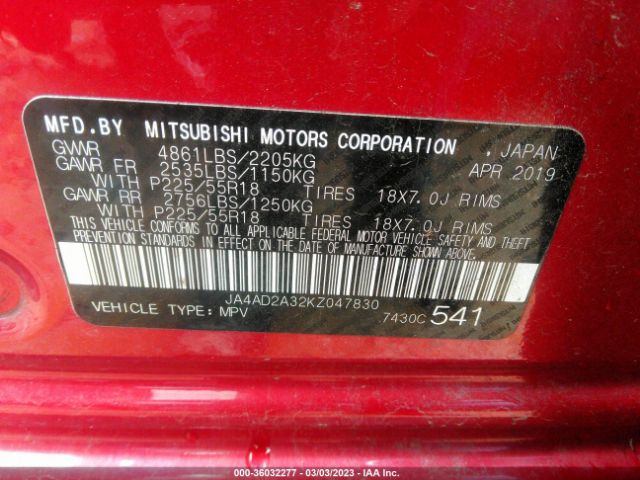 MFD.BY MITSUBISHI MOTORS CORPORATION , JAPAN
GVWR 4861LBS/2205KG APR 2019
GAWR FR 2535LBS/1150KG
WITH P225/55R18 TIRES 18X7.0J RIMS
GAWR RR 2756LBS/1250KG
WITH P225/55R18 TIRES 18X7.0J RIMS
THIS VEHICLE CONFORMS TO ALL APPLICABLE FEDERAL MOTOR VEHICLE SAFETY AND THEFT
PREVENTION STANDARDS IN EFFECT ON THE DATE OF MANUFACTURE SHOWN ABOVE.
JA4AD2A32KZ047830
VEHICLE TYPE: MPV 7430C 541
000-36032277 - 03/03/2023 - IAA Inc.